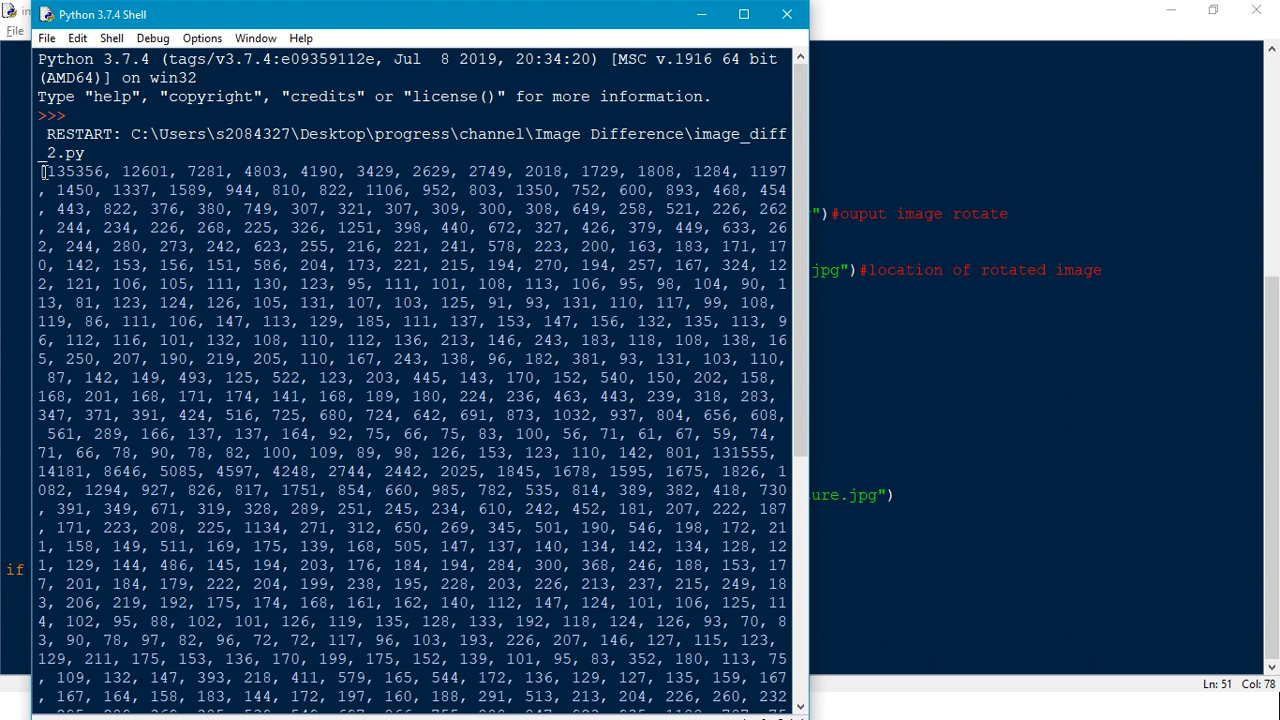 Python 3.7.4 Shell
File Edit Shell Debug Options Window Help
Python 3.7.4 (tags/v3.7.4:e09359112e, Jul  8 2019, 20:34:20) [MSC v.1916 64 bit
(AMD64)] on win32
Type "help", "copyright", "credits" or "license()" for more information.
>>>
RESTART: C:\Users\s2084327\Desktop\progress\channel\Image Difference\image_diff
_2.py
[135356, 12601, 7281, 4803, 4190, 3429, 2629, 2749, 2018, 1729, 1808, 1284, 1197
, 1450, 1337, 1589, 944, 810, 822, 1106, 952, 803, 1350, 752, 600, 893, 468, 454
, 443, 822, 376, 380, 749, 307, 321, 307, 309, 300, 308, 649, 258, 521, 226, 262
, 244, 234, 226, 260, 225, 326, 1251, 398, 440, 672, 327, 426, 379, 449, 633, 26
2, 244, 280, 273, 242, 623, 255, 216, 221, 241, 578, 223, 200, 163, 183, 171, 17
0, 142, 153, 156, 151, 586, 204, 173, 221, 215, 194, 270, 194, 257, 167, 324, 12
2, 121, 107, 118, 105, 130, 123, 95, 111, 101, 108, 113, 106, 95, 98, 104, 90, 1
13, 81, 123, 124, 126, 105, 131, 107, 103, 125, 91, 93, 131, 110, 117, 99, 108,
119, 86, 111, 106, 147, 113, 129, 185, 111, 137, 153, 147, 156, 132, 135, 113, 9
6, 112, 116, 101, 132, 108, 110, 112, 136, 213, 146, 243, 183, 118, 108, 138, 16
5, 250, 207, 190, 219, 205, 110, 167, 243, 138, 96, 182, 381, 93, 131, 103, 110,
87, 142, 149, 493, 125, 522, 123, 203, 445, 143, 170, 152, 540, 150, 202, 158,
168, 201, 168, 171, 174, 141, 168, 189, 180, 224, 236, 463, 443, 239, 318, 283,
347, 371, 391, 424, 516, 725, 680, 724, 642, 691, 873, 1032, 937, 804, 656, 608,
561, 289, 166, 137, 137, 164, 92, 75, 66, 75, 83, 100, 56, 71, 61, 67, 59, 74,
71, 66, 78, 90, 78, 82, 100, 109, 89, 98, 126, 153, 123, 110, 142, 801, 131555,
14181, 8646, 5085, 4597, 4248, 2744, 2442, 2025, 1845, 1678, 1595, 1675, 1826, 1
082, 1294, 927, 826, 817, 1751, 854, 660, 985, 782, 535, 814, 389, 382, 418, 730
, 391, 349, 671, 319, 328, 289, 251, 245, 234, 610, 242, 452, 181, 207, 222, 187
, 171, 223, 208, 225, 1134, 271, 312, 650, 269, 345, 501, 190, 546, 198, 172, 21
1, 158, 149, 511, 169, 175, 139, 168, 505, 147, 137, 140, 134, 142, 134, 128, 12
1, 129, 144, 486, 145, 194, 203, 176, 184, 194, 284, 300, 368, 246, 188, 153, 17
7, 201, 184, 179, 222, 204, 199, 238, 195, 228, 203, 226, 213, 237, 215, 249, 18
3, 206, 219, 192, 175, 174, 168, 161, 162, 140, 112, 147, 124, 101, 106, 125, 11
4, 102, 95, 88, 102, 101, 126, 119, 135, 128, 133, 192, 118, 124, 126, 93, 70, 8
3, 90, 78, 97, 82, 96, 72, 72, 117, 96, 103, 193, 226, 207, 146, 127, 115, 123,
129, 211, 175, 153, 136, 170, 199, 175, 152, 139, 101, 95, 83, 352, 180, 113, 75
, 109, 132, 147, 393, 218, 411, 579, 165, 544, 172, 136, 129, 127, 135, 159, 167
, 167, 164, 158, 183, 144, 172, 197, 160, 188, 291, 513, 213, 204, 226, 260, 232
File
")#ouput image rotate
jpg")#location of rotated image
ure.jpg")
if
Ln: 51 Col: 78